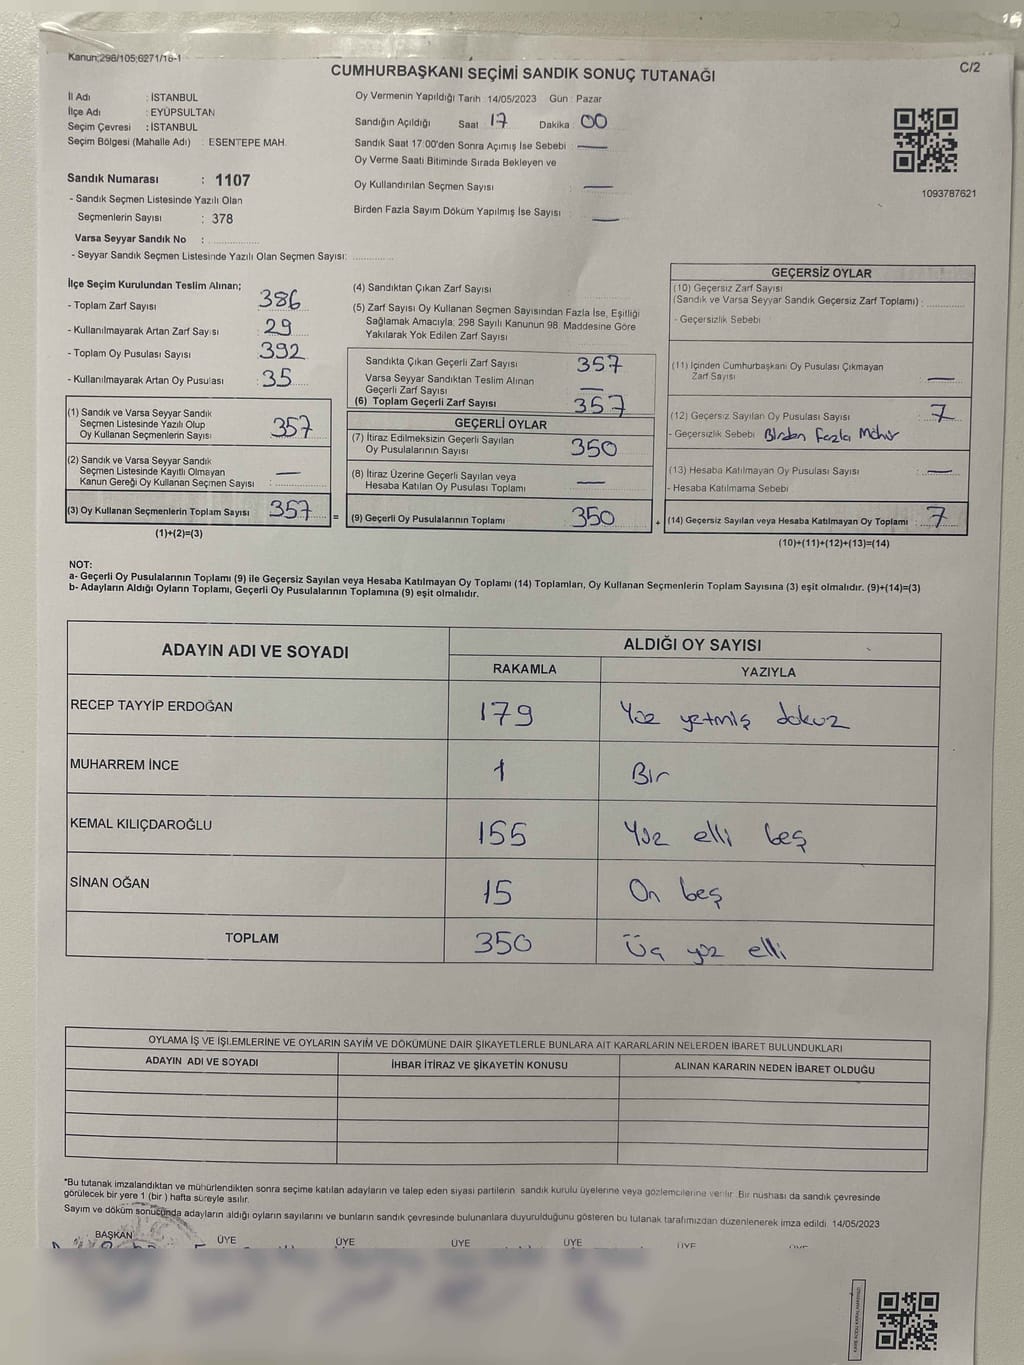 Kanun:298/105;6271/18-1
CUMHURBAŞKANI SEÇİMİ SANDIK SONUÇ TUTANAĞI
C/2
İl Adı : İSTANBUL
İlçe Adı : EYÜPSULTAN
Seçim Çevresi : İSTANBUL
Seçim Bölgesi (Mahalle Adı) : ESENTEPE MAH.
Sandık Numarası : 1107
- Sandık Seçmen Listesinde Yazılı Olan
Seçmenlerin Sayısı : 378
Varsa Seyyar Sandık No :
- Seyyar Sandık Seçmen Listesinde Yazılı Olan Seçmen Sayısı:
Oy Vermenin Yapıldığı Tarih : 14/05/2023 Gün : Pazar
Sandığın Açıldığı Saat : 17 Dakika : 00
Sandık Saat 17:00'den Sonra Açımış İse Sebebi : —
Oy Verme Saati Bitiminde Sırada Bekleyen ve
Oy Kullandırılan Seçmen Sayısı : —
Birden Fazla Sayım Döküm Yapılmış İse Sayısı : —
1093787621
İlçe Seçim Kurulundan Teslim Alınan;
- Toplam Zarf Sayısı : 386
- Kullanılmayarak Artan Zarf Sayısı : 29
- Toplam Oy Pusulası Sayısı : 392
- Kullanılmayarak Artan Oy Pusulası : 35
(1) Sandık ve Varsa Seyyar Sandık
Seçmen Listesinde Yazılı Olup
Oy Kullanan Seçmenlerin Sayısı : 357
(2) Sandık ve Varsa Seyyar Sandık
Seçmen Listesinde Kayıtlı Olmayan
Kanun Gereği Oy Kullanan Seçmen Sayısı : —
(3) Oy Kullanan Seçmenlerin Toplam Sayısı : 357 =
(1)+(2)=(3)
(4) Sandıktan Çıkan Zarf Sayısı
(5) Zarf Sayısı Oy Kullanan Seçmen Sayısından Fazla İse, Eşitliği
Sağlamak Amacıyla, 298 Sayılı Kanunun 98. Maddesine Göre
Yakılarak Yok Edilen Zarf Sayısı
Sandıkta Çıkan Geçerli Zarf Sayısı : 357
Varsa Seyyar Sandıktan Teslim Alınan
Geçerli Zarf Sayısı : —
(6) Toplam Geçerli Zarf Sayısı : 357
GEÇERLİ OYLAR
(7) İtiraz Edilmeksizin Geçerli Sayılan
Oy Pusulalarının Sayısı : 350
(8) İtiraz Üzerine Geçerli Sayılan veya
Hesaba Katılan Oy Pusulası Toplamı : —
(9) Geçerli Oy Pusulalarının Toplamı : 350 +
GEÇERSİZ OYLAR
(10) Geçersiz Zarf Sayısı
(Sandık ve Varsa Seyyar Sandık Geçersiz Zarf Toplamı) :
- Geçersizlik Sebebi
(11) İçinden Cumhurbaşkanı Oy Pusulası Çıkmayan
Zarf Sayısı : —
(12) Geçersiz Sayılan Oy Pusulası Sayısı : 7
- Geçersizlik Sebebi Birden Fazla Mühür
(13) Hesaba Katılmayan Oy Pusulası Sayısı : —
- Hesaba Katılmama Sebebi
(14) Geçersiz Sayılan veya Hesaba Katılmayan Oy Toplamı : 7
(10)+(11)+(12)+(13)=(14)
NOT:
a- Geçerli Oy Pusulalarının Toplamı (9) ile Geçersiz Sayılan veya Hesaba Katılmayan Oy Toplamı (14) Toplamları, Oy Kullanan Seçmenlerin Toplam Sayısına (3) eşit olmalıdır. (9)+(14)=(3)
b- Adayların Aldığı Oyların Toplamı, Geçerli Oy Pusulalarının Toplamına (9) eşit olmalıdır.
ADAYIN ADI VE SOYADI ALDIĞI OY SAYISI
RAKAMLA YAZIYLA
RECEP TAYYİP ERDOĞAN 179 Yüz yetmiş dokuz
MUHARREM İNCE 1 Bir
KEMAL KILIÇDAROĞLU 155 Yüz elli beş
SİNAN OĞAN 15 On beş
TOPLAM 350 Üç yüz elli
OYLAMA İŞ VE İŞLEMLERİNE VE OYLARIN SAYIM VE DÖKÜMÜNE DAİR ŞİKAYETLERLE BUNLARA AİT KARARLARIN NELERDEN İBARET BULUNDUKLARI
ADAYIN ADI VE SOYADI İHBAR İTİRAZ VE ŞİKAYETİN KONUSU ALINAN KARARIN NEDEN İBARET OLDUĞU
*Bu tutanak imzalandıktan ve mühürlendikten sonra seçime katılan adayların ve talep eden siyasi partilerin sandık kurulu üyelerine veya gözlemcilerine verilir. Bir nushası da sandık çevresinde
görülecek bir yere 1 (bir) hafta süreyle asılır.
Sayım ve döküm sonucunda adayların aldığı oyların sayılarını ve bunların sandık çevresinde bulunanlara duyurulduğunu gösteren bu tutanak tarafımızdan düzenlenerek imza edildi. 14/05/2023
BAŞKAN ÜYE ÜYE ÜYE ÜYE ÜYE ÜYE